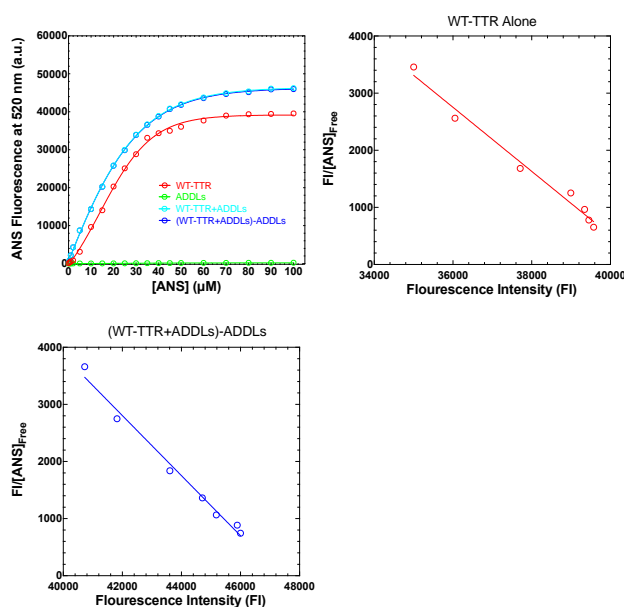 WT-TTR Alone
ANS Fluorescence at 520 nm (a.u.)
60000
50000
40000
30000
20000
10000
0
WT-TTR
ADDLs
WT-TTR+ADDLs
(WT-TTR+ADDLs)-ADDLs
0 10 20 30 40 50 60 70 80 90 100
[ANS] (µM)
FI/[ANS]Free
4000
3000
2000
1000
0
34000 36000 38000 40000
Flourescence Intensity (FI)
(WT-TTR+ADDLs)-ADDLs
FI/[ANS]Free
4000
3000
2000
1000
0
40000 42000 44000 46000 48000
Flourescence Intensity (FI)